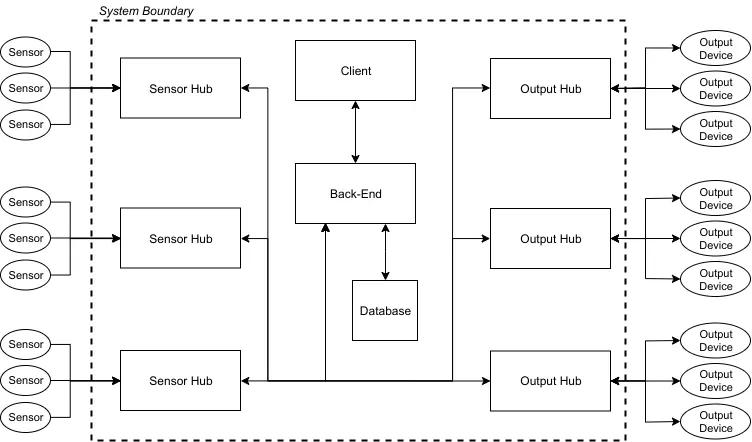 System Boundary
Sensor
Sensor
Sensor
Sensor Hub
Client
Output Hub
Output
Device
Output
Device
Output
Device
Sensor
Sensor
Sensor
Sensor Hub
Back-End
Output Hub
Output
Device
Output
Device
Output
Device
Database
Sensor
Sensor
Sensor
Sensor Hub
Output Hub
Output
Device
Output
Device
Output
Device